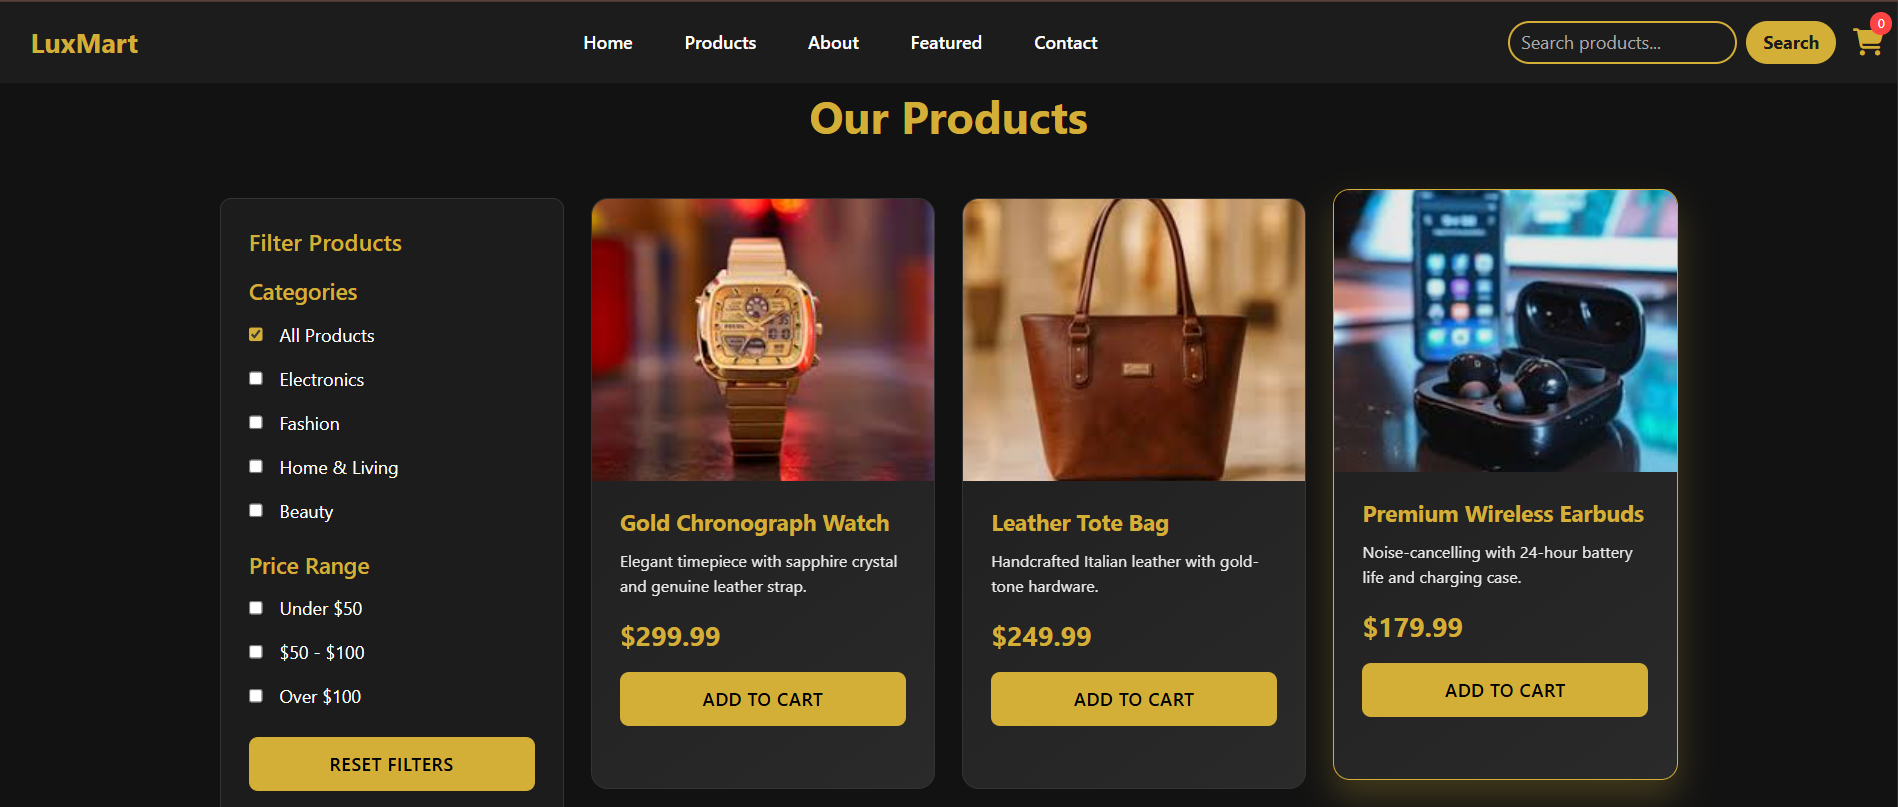 LuxMart
Home
Products
About
Featured
Contact
Search products...
Search
0
Our Products
Filter Products
Categories
All Products
Electronics
Fashion
Home & Living
Beauty
Price Range
Under $50
$50 - $100
Over $100
RESET FILTERS
Gold Chronograph Watch
Elegant timepiece with sapphire crystal
and genuine leather strap.
$299.99
ADD TO CART
Leather Tote Bag
Handcrafted Italian leather with gold-
tone hardware.
$249.99
ADD TO CART
Premium Wireless Earbuds
Noise-cancelling with 24-hour battery
life and charging case.
$179.99
ADD TO CART